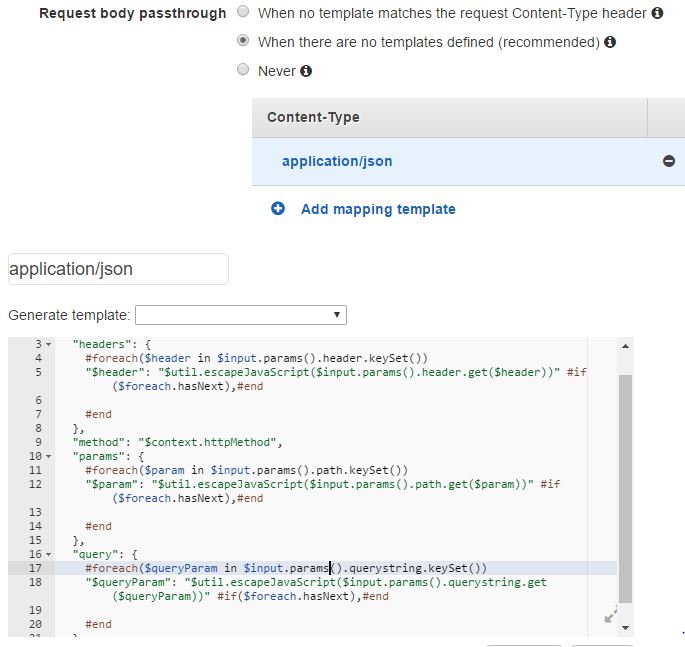 Request body passthrough
When no template matches the request Content-Type header
When there are no templates defined (recommended)
Never
Content-Type
application/json
Add mapping template
application/json
Generate template:
3 "headers": {
4 #foreach($header in $input.params().header.keySet())
5 "$header": "$util.escapeJavaScript($input.params().header.get($header))" #if
($foreach.hasNext),#end
6
7 #end
8 },
9 "method": "$context.httpMethod",
10 "params": {
11 #foreach($param in $input.params().path.keySet())
12 "$param": "$util.escapeJavaScript($input.params().path.get($param))" #if
($foreach.hasNext),#end
13
14 #end
15 },
16 "query": {
17 #foreach($queryParam in $input.params().querystring.keySet())
18 "$queryParam": "$util.escapeJavaScript($input.params().querystring.get
($queryParam))" #if($foreach.hasNext),#end
19
20 #end
21